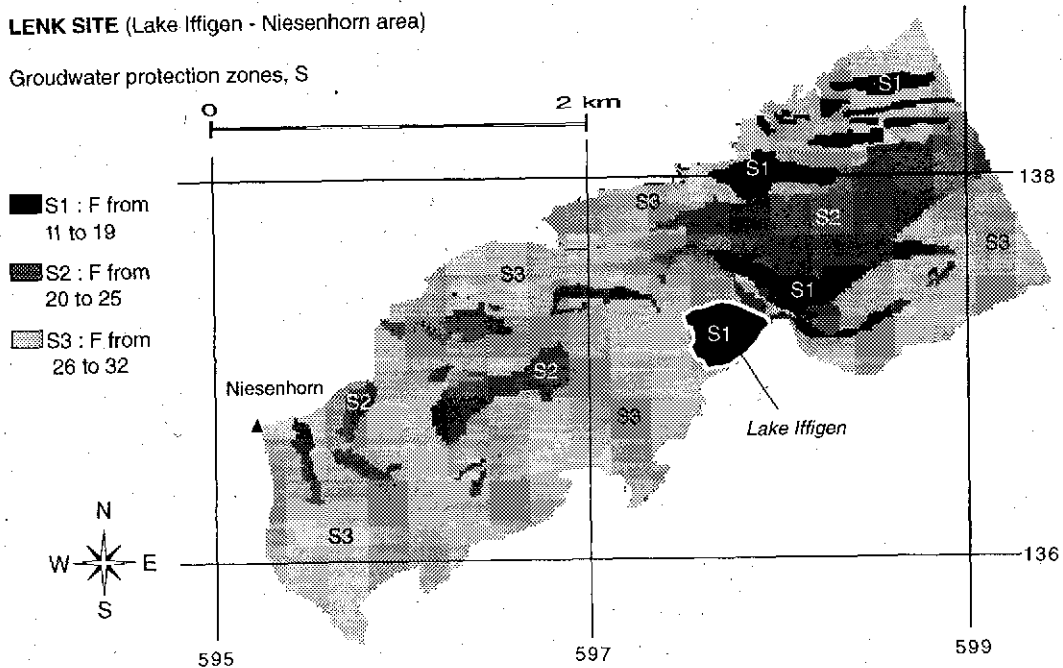 LENK SITE (Lake Iffigen - Niesenhorn area)
Groudwater protection zones, S
0 2 km
S1 : F from
11 to 19
S2 : F from
20 to 25
S3 : F from
26 to 32
S1
S1
138
S3
S2
S3
S3
S1
S1
S2
Niesenhorn
S2
S3
Lake Iffigen
S3
N
W E
S
136
595
597
599